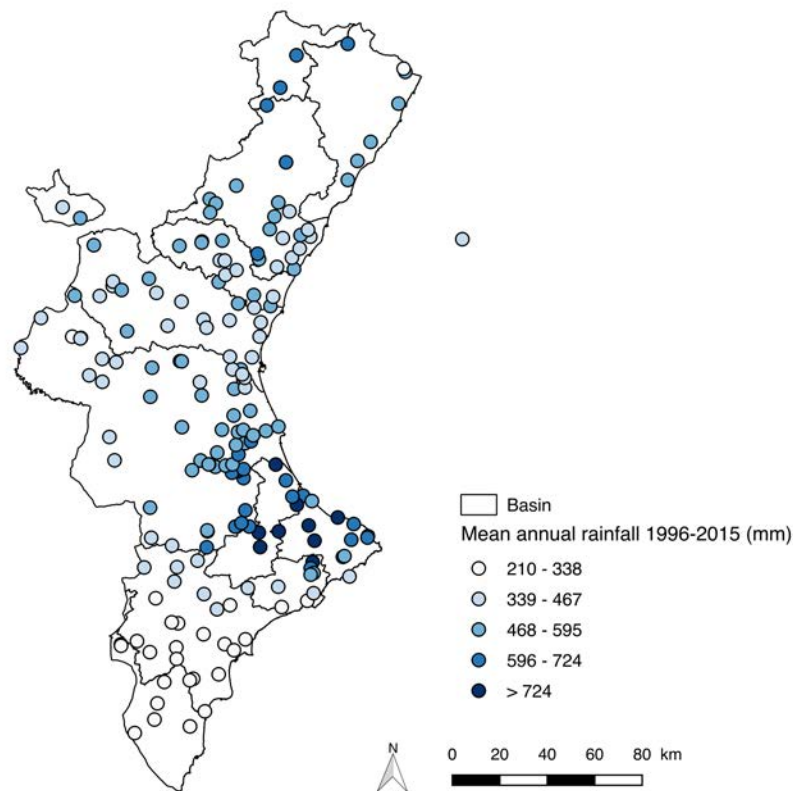 Basin
Mean annual rainfall 1996-2015 (mm)
210 - 338
339 - 467
468 - 595
596 - 724
> 724
N
0 20 40 60 80 km